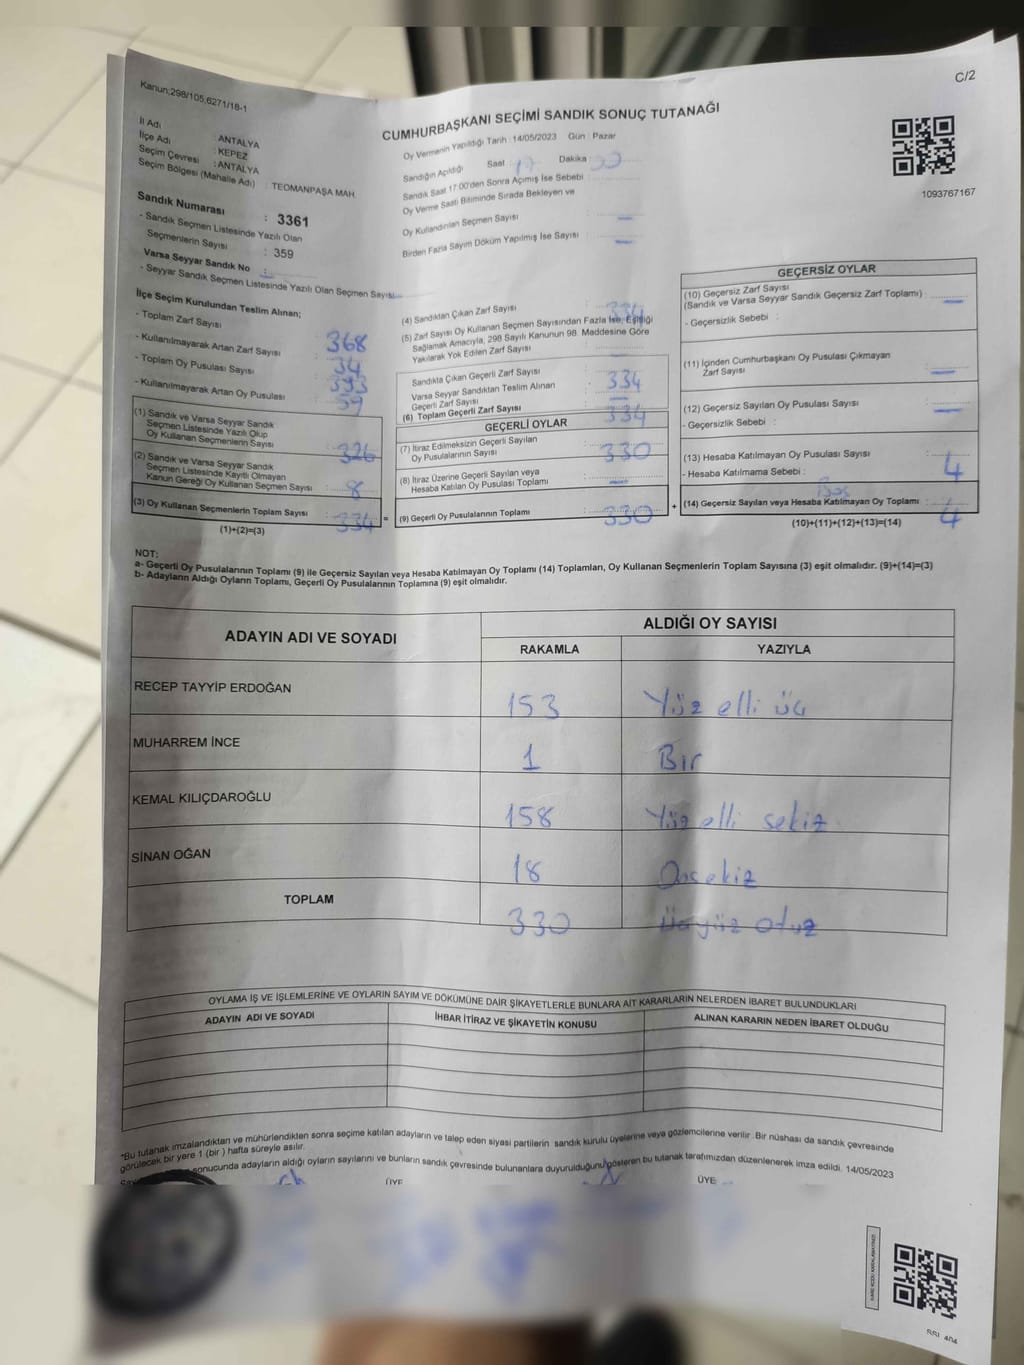 Kanun;298/105,6271/18-1
C/2
CUMHURBAŞKANI SEÇİMİ SANDIK SONUÇ TUTANAĞI
İl Adı : ANTALYA
İlçe Adı : KEPEZ
Seçim Çevresi : ANTALYA
Seçim Bölgesi (Mahalle Adı) : TEOMANPAŞA MAH.
Sandık Numarası : 3361
- Sandık Seçmen Listesinde Yazılı Olan
Seçmenlerin Sayısı : 359
Varsa Seyyar Sandık No :
- Seyyar Sandık Seçmen Listesinde Yazılı Olan Seçmen Sayısı
Oy Vermenin Yapıldığı Tarih : 14/05/2023 Gün : Pazar
Sandığın Açıldığı Saat 17 Dakika
Sandık Saat 17:00'den Sonra Açımış İse Sebebi :
Oy Verme Saati Bitiminde Sırada Bekleyen ve
Oy Kullandırılan Seçmen Sayısı : —
Birden Fazla Sayım Döküm Yapılmış İse Sayısı : —
1093767167
İlçe Seçim Kurulundan Teslim Alınan;
- Toplam Zarf Sayısı 368
- Kullanılmayarak Artan Zarf Sayısı 34
- Toplam Oy Pusulası Sayısı 393
- Kullanılmayarak Artan Oy Pusulası 59
(1) Sandık ve Varsa Seyyar Sandık
Seçmen Listesinde Yazılı Olup
Oy Kullanan Seçmenlerin Sayısı : 326
(2) Sandık ve Varsa Seyyar Sandık
Seçmen Listesinde Kayıtlı Olmayan
Kanun Gereği Oy Kullanan Seçmen Sayısı : 8
(3) Oy Kullanan Seçmenlerin Toplam Sayısı : 334 =
(1)+(2)=(3)
(4) Sandıktan Çıkan Zarf Sayısı : 334
(5) Zarf Sayısı Oy Kullanan Seçmen Sayısından Fazla İse, Eşitliği
Sağlamak Amacıyla, 298 Sayılı Kanunun 98. Maddesine Göre
Yakılarak Yok Edilen Zarf Sayısı :
Sandıkta Çıkan Geçerli Zarf Sayısı : 334
Varsa Seyyar Sandıktan Teslim Alınan
Geçerli Zarf Sayısı : —
(6) Toplam Geçerli Zarf Sayısı : 334
GEÇERLİ OYLAR
(7) İtiraz Edilmeksizin Geçerli Sayılan
Oy Pusulalarının Sayısı : 330
(8) İtiraz Üzerine Geçerli Sayılan veya
Hesaba Katılan Oy Pusulası Toplamı : —
(9) Geçerli Oy Pusulalarının Toplamı : 330 +
GEÇERSİZ OYLAR
(10) Geçersiz Zarf Sayısı
(Sandık ve Varsa Seyyar Sandık Geçersiz Zarf Toplamı) : —
- Geçersizlik Sebebi :
(11) İçinden Cumhurbaşkanı Oy Pusulası Çıkmayan
Zarf Sayısı : —
(12) Geçersiz Sayılan Oy Pusulası Sayısı : —
- Geçersizlik Sebebi :
(13) Hesaba Katılmayan Oy Pusulası Sayısı : 4
- Hesaba Katılmama Sebebi : Boş
(14) Geçersiz Sayılan veya Hesaba Katılmayan Oy Toplamı : 4
(10)+(11)+(12)+(13)=(14)
NOT:
a- Geçerli Oy Pusulalarının Toplamı (9) ile Geçersiz Sayılan veya Hesaba Katılmayan Oy Toplamı (14) Toplamları, Oy Kullanan Seçmenlerin Toplam Sayısına (3) eşit olmalıdır. (9)+(14)=(3)
b- Adayların Aldığı Oyların Toplamı, Geçerli Oy Pusulalarının Toplamına (9) eşit olmalıdır.
ADAYIN ADI VE SOYADI ALDIĞI OY SAYISI
RAKAMLA YAZIYLA
RECEP TAYYİP ERDOĞAN 153 Yüz elli üç
MUHARREM İNCE 1 Bir
KEMAL KILIÇDAROĞLU 158 Yüz elli sekiz
SİNAN OĞAN 18 Onsekiz
TOPLAM 330 Üçyüz otuz
OYLAMA İŞ VE İŞLEMLERİNE VE OYLARIN SAYIM VE DÖKÜMÜNE DAİR ŞİKAYETLERLE BUNLARA AİT KARARLARIN NELERDEN İBARET BULUNDUKLARI
ADAYIN ADI VE SOYADI İHBAR İTİRAZ VE ŞİKAYETİN KONUSU ALINAN KARARIN NEDEN İBARET OLDUĞU
*Bu tutanak imzalandıktan ve mühürlendikten sonra seçime katılan adayların ve talep eden siyasi partilerin sandık kurulu üyelerine veya gözlemcilerine verilir. Bir nüshası da sandık çevresinde
görülecek bir yere 1 (bir) hafta süreyle asılır.
sonucunda adayların aldığı oyların sayılarını ve bunların sandık çevresinde bulunanlara duyurulduğunu gösteren bu tutanak tarafımızdan düzenlenerek imza edildi. 14/05/2023
ÜYE ÜYE